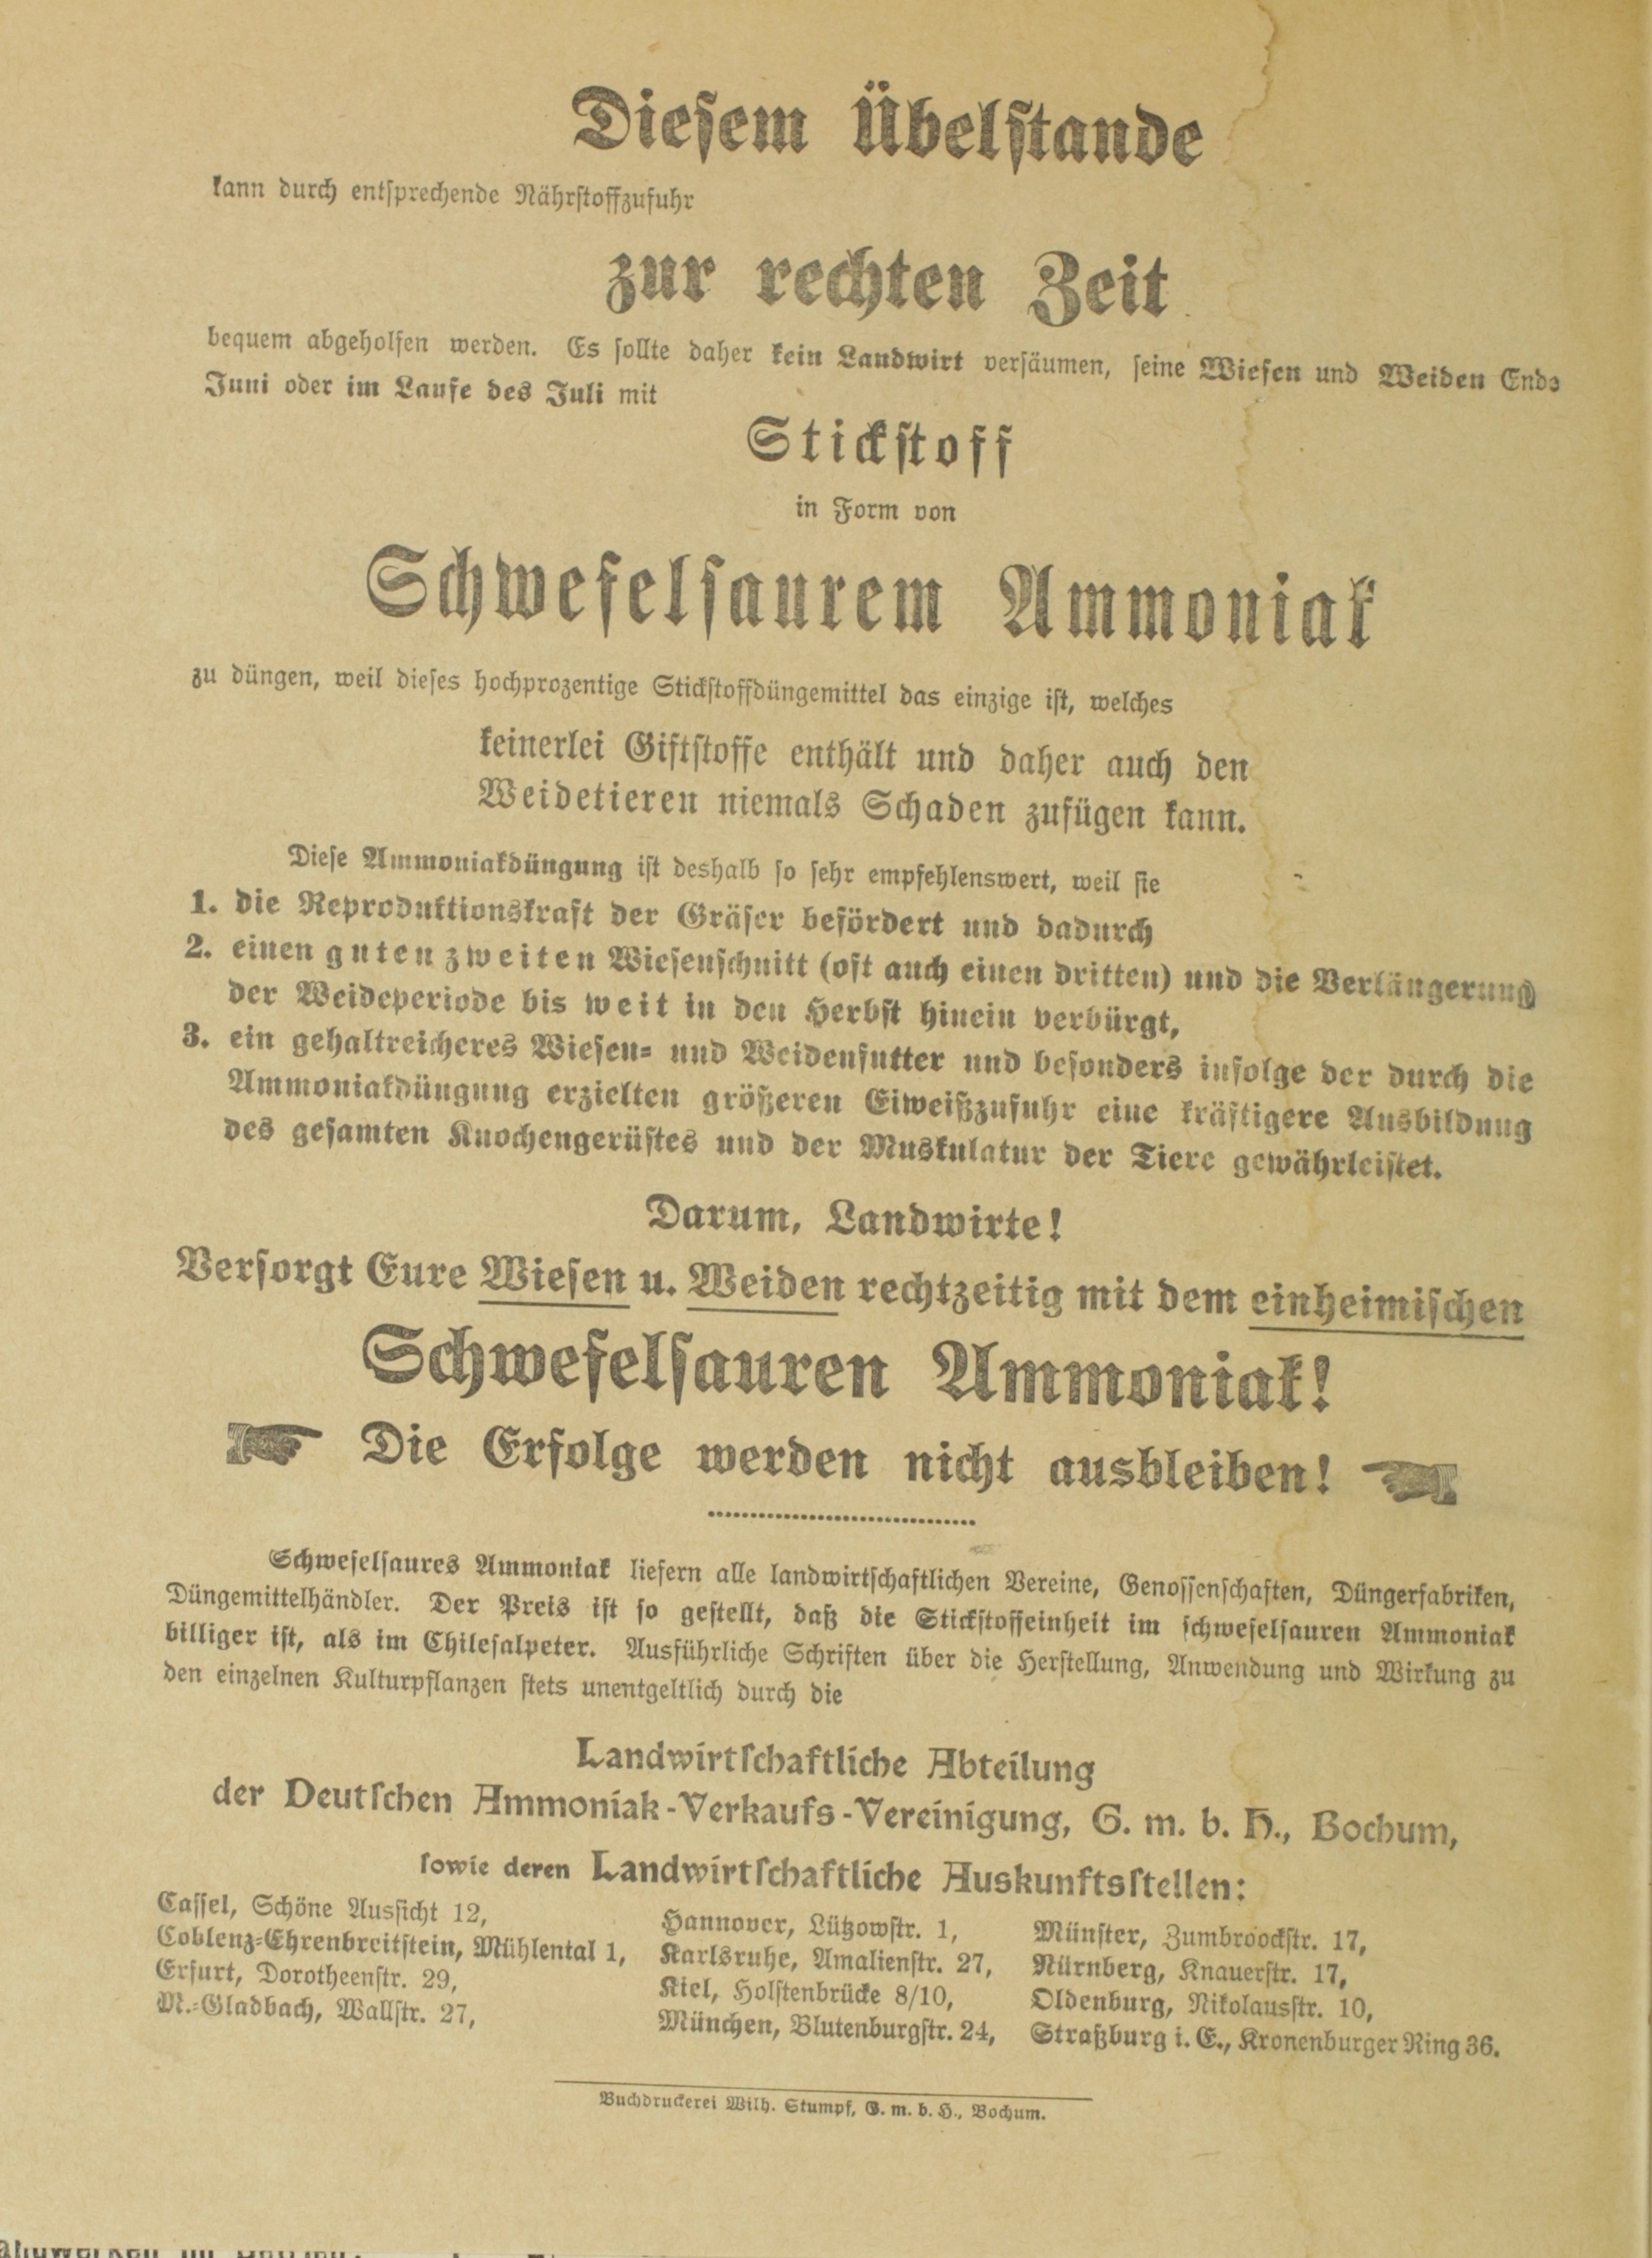 Diesem Übelstande
kann durch entsprechende Nährstoffzufuhr
zur rechten Zeit
bequem abgeholfen werden. Es sollte daher kein Landwirt versäumen, seine Wiesen und Weiden Ende
Juni oder im Laufe des Juli mit
Stickstoff
in Form von
Schwefelsaurem Ammoniak
zu düngen, weil dieses hochprozentige Stickstoffdüngemittel das einzige ist, welches
keinerlei Giftstoffe enthält und daher auch den
Weidetieren niemals Schaden zufügen kann.
Diese Ammoniakdüngung ist deshalb so sehr empfehlenswert, weil sie
1. die Reproduktionskraft der Gräser befördert und dadurch
2. einen guten zweiten Wiesenschnitt (oft auch einen dritten) und die Verlängerung
der Weideperiode bis weit in den Herbst hinein verbürgt,
3. ein gehaltreicheres Wiesen- und Weidenfutter und besonders infolge der durch die
Ammoniakdüngung erzielten größeren Eiweißzufuhr eine kräftigere Ausbildung
des gesamten Knochengerüstes und der Muskulatur der Tiere gewährleistet.
Darum, Landwirte!
Versorgt Eure Wiesen u. Weiden rechtzeitig mit dem einheimischen
Schwefelsauren Ammoniak!
Die Erfolge werden nicht ausbleiben!
Schwefelsaures Ammoniak liefern alle landwirtschaftlichen Vereine, Genossenschaften, Düngerfabriken,
Düngemittelhändler. Der Preis ist so gestellt, daß die Stickstoffeinheit im schwefelsauren Ammoniak
billiger ist, als im Chilesalpeter. Ausführliche Schriften über die Herstellung, Anwendung und Wirkung zu
den einzelnen Kulturpflanzen stets unentgeltlich durch die
Landwirtschaftliche Abteilung
der Deutschen Ammoniak-Verkaufs-Vereinigung, G. m. b. H., Bochum,
sowie deren Landwirtschaftliche Auskunftsstellen:
Cassel, Schöne Aussicht 12,
Coblenz-Ehrenbreitstein, Mühlental 1,
Erfurt, Dorotheenstr. 29,
M.-Gladbach, Wallstr. 27,
Hannover, Lützowstr. 1,
Karlsruhe, Amalienstr. 27,
Kiel, Holstenbrücke 8/10,
München, Blutenburgstr. 24,
Münster, Zumbroockstr. 17,
Nürnberg, Knauerstr. 17,
Oldenburg, Nikolausstr. 10,
Straßburg i. E., Kronenburger Ring 36.
Buchdruckerei Wilh. Stumpf, G. m. b. H., Bochum.